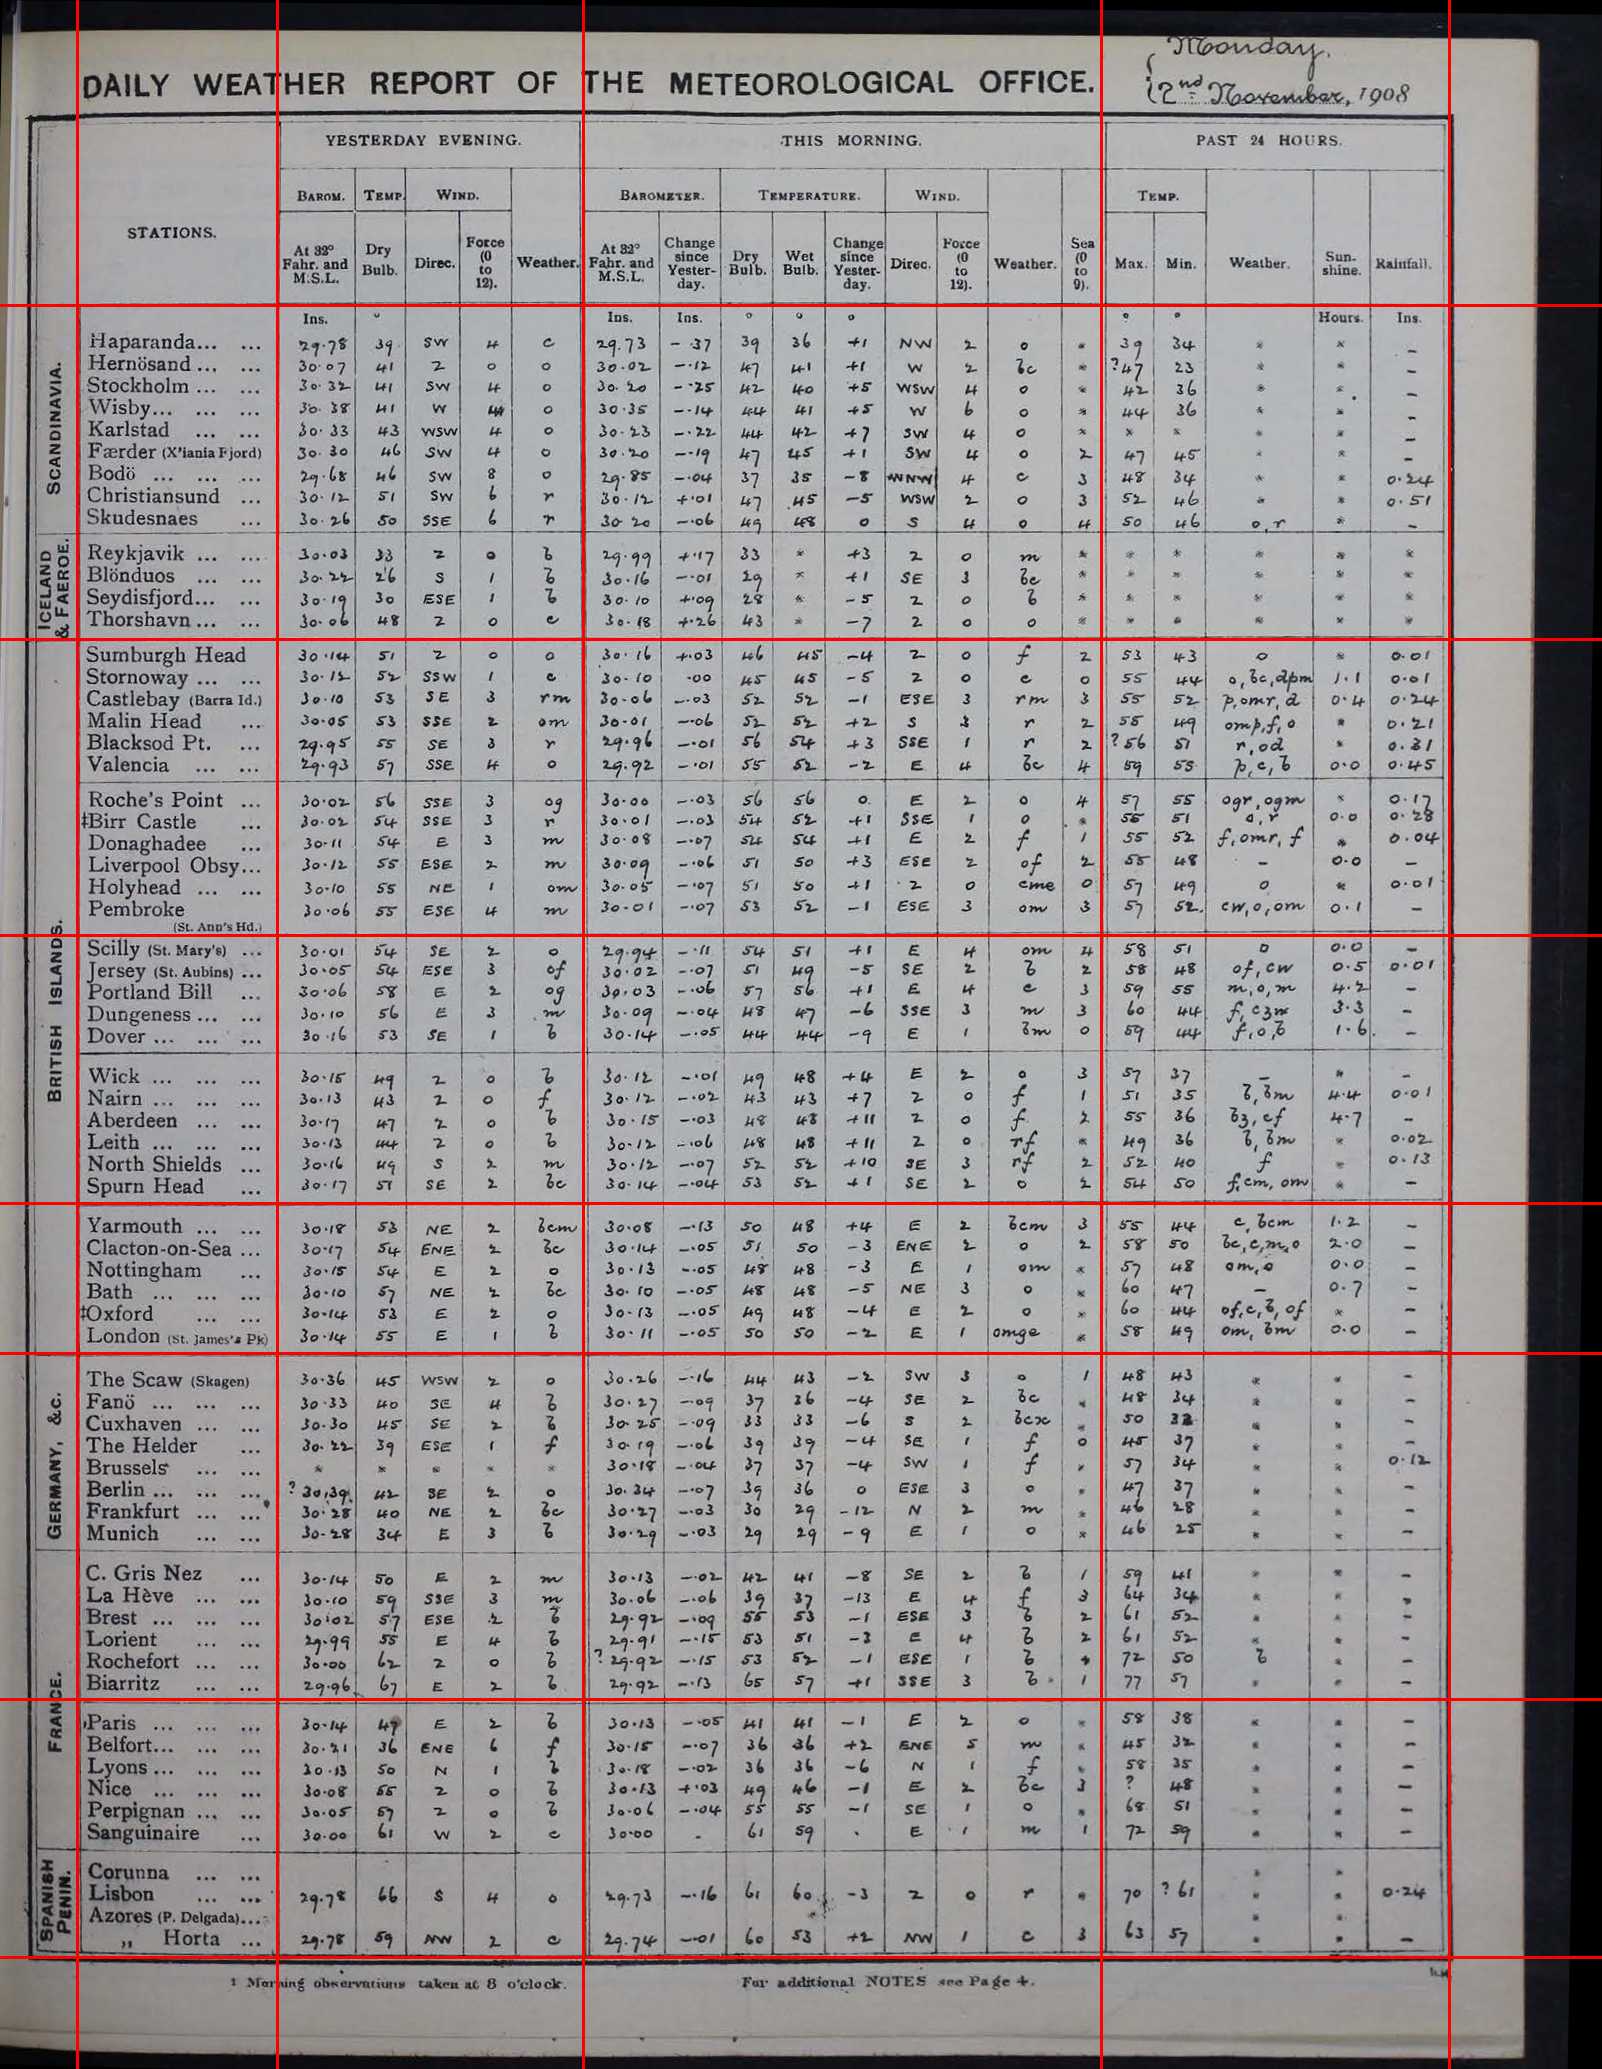 Monday,
DAILY WEATHER REPORT OF THE METEOROLOGICAL OFFICE. 2nd November, 1908
YESTERDAY EVENING. THIS MORNING. PAST 24 HOURS.
BAROM. TEMP. WIND. BAROMETER. TEMPERATURE. WIND. TEMP.
STATIONS. At 32° Fahr. and M.S.L. Dry Bulb. Direc. Force (0 to 12). Weather. At 32° Fahr. and M.S.L. Change since Yester-day. Dry Bulb. Wet Bulb. Change since Yester-day. Direc. Force (0 to 12). Weather. Sea (0 to 9). Max. Min. Weather. Sun-shine. Rainfall.
Ins. ° Ins. Ins. ° ° ° ° ° Hours. Ins.
SCANDINAVIA.
Haparanda... ... 29.78 39 SW 4 c 29.73 -.37 39 36 +1 NW 2 o * 39 34 * * -
Hernösand ... ... 30.07 41 Z 0 o 30.02 -.12 47 41 +1 W 2 bc * ?47 23 * * -
Stockholm ... ... 30.32 41 SW 4 o 30.20 -.25 42 40 +5 WSW 4 o * 42 36 * * -
Wisby... ... ... 30.38 41 W 4 o 30.35 -.14 44 41 +5 W 6 o * 44 36 * * -
Karlstad ... ... 30.33 43 WSW 4 o 30.23 -.22 44 42 +7 SW 4 o * * * * * -
Færder (X'iania Fjord) 30.30 46 SW 4 o 30.20 -.19 47 45 +1 SW 4 o 2 47 45 * * -
Bodö ... ... ... 29.68 46 SW 8 o 29.85 -.04 37 35 -8 WNW 4 c 3 48 34 * * 0.24
Christiansund ... 30.12 51 SW 6 r 30.12 +.01 47 45 -5 WSW 2 o 3 52 46 * * 0.51
Skudesnaes ... 30.26 50 SSE 6 r 30.20 -.06 49 48 0 S 4 o 4 50 46 o,r * -
ICELAND & FAEROE.
Reykjavik ... ... 30.03 33 Z 0 b 29.99 +.17 33 * +3 Z 0 m * * * * * *
Blönduos ... ... 30.22 26 S 1 b 30.16 -.01 29 * +1 SE 3 bc * * * * * *
Seydisfjord... ... 30.19 30 ESE 1 b 30.10 +.09 28 * -5 Z 0 b * * * * * *
Thorshavn ... ... 30.06 48 Z 0 c 30.18 +.26 43 * -7 Z 0 o * * * * * *
BRITISH ISLANDS.
Sumburgh Head 30.14 51 Z 0 o 30.16 +.03 46 45 -4 Z 0 f 2 53 43 o * 0.01
Stornoway ... ... 30.12 52 SSW 1 c 30.10 .00 45 45 -5 Z 0 c 0 55 44 o,bc,dpm 1.1 0.01
Castlebay (Barra Id.) 30.10 53 SE 3 rm 30.06 -.03 52 52 -1 ESE 3 rm 3 55 52 p,omr,d 0.4 0.24
Malin Head ... 30.05 53 SSE 2 om 30.01 -.06 52 52 +2 S 3 r 2 55 49 omp,f,o * 0.21
Blacksod Pt. ... 29.95 55 SE 3 r 29.96 -.01 56 54 +3 SSE 1 r 2 ?56 51 r,od * 0.31
Valencia ... ... 29.93 57 SSE 4 o 29.92 -.01 55 52 -2 E 4 bc 4 59 55 p,c,b 0.0 0.45
Roche's Point ... 30.02 56 SSE 3 og 30.00 -.03 56 56 0 E 2 o 4 57 55 ogr,ogm * 0.17
‡Birr Castle ... 30.02 54 SSE 3 r 30.01 -.03 54 52 +1 SSE 1 o * 55 51 o,r 0.0 0.28
Donaghadee ... 30.11 54 E 3 m 30.08 -.07 54 54 +1 E 2 f 1 55 52 f,omr,f * 0.04
Liverpool Obsy... 30.12 55 ESE 2 m 30.09 -.06 51 50 +3 ESE 2 of 2 55 48 - 0.0 -
Holyhead ... ... 30.10 55 NE 1 om 30.05 -.07 51 50 +1 Z 0 cme 0 57 49 o * 0.01
Pembroke 30.06 55 ESE 4 m 30.01 -.07 53 52 -1 ESE 3 om 3 57 52 cw,o,om 0.1 -
(St. Ann's Hd.)
Scilly (St. Mary's) ... 30.01 54 SE 2 o 29.94 -.11 54 51 +1 E 4 om 4 58 51 o 0.0 -
Jersey (St. Aubins) ... 30.05 54 ESE 3 of 30.02 -.07 51 49 -5 SE 2 b 2 58 48 of,cw 0.5 0.01
Portland Bill ... 30.06 58 E 2 og 30.03 -.06 57 56 +1 E 4 c 3 59 55 m,o,m 4.2 -
Dungeness ... ... 30.10 56 E 3 m 30.09 -.04 48 47 -6 SSE 3 m 3 60 44 f,czm 3.3 -
Dover ... ... ... 30.16 53 SE 1 b 30.14 -.05 44 44 -9 E 1 bm 0 59 44 f,o,b 1.6 -
Wick ... ... ... 30.15 49 Z 0 b 30.12 -.01 49 48 +4 E 2 o 3 57 37 - * -
Nairn ... ... ... 30.13 43 Z 0 f 30.12 -.02 43 43 +7 Z 0 f 1 51 35 b,bm 4.4 0.01
Aberdeen ... ... 30.17 47 Z 0 b 30.15 -.03 48 48 +11 Z 0 f 2 55 36 bz,cf 4.7 -
Leith ... ... ... 30.13 44 Z 0 b 30.12 -.06 48 48 +11 Z 0 rf * 49 36 b,bm * 0.02
North Shields ... 30.16 49 S 2 m 30.12 -.07 52 52 +10 SE 3 rf 2 52 40 f * 0.13
Spurn Head ... 30.17 51 SE 2 bc 30.14 -.04 53 52 +1 SE 2 o 2 54 50 f,cm,om * -
Yarmouth ... ... 30.18 53 NE 2 bcm 30.08 -.13 50 48 +4 E 2 bcm 3 55 44 c,bcm 1.2 -
Clacton-on-Sea ... 30.17 54 ENE 2 bc 30.14 -.05 51 50 -3 ENE 2 o 2 58 50 bc,c,m,o 2.0 -
Nottingham ... 30.15 54 E 2 o 30.13 -.05 48 48 -3 E 1 om * 57 48 om,o 0.0 -
Bath ... ... ... 30.10 57 NE 2 bc 30.10 -.05 48 48 -5 NE 3 o * 60 47 - 0.7 -
‡Oxford ... ... 30.14 53 E 2 o 30.13 -.05 49 48 -4 E 2 o * 60 44 of,c,b,of * -
London (St. James's Pk) 30.14 55 E 1 b 30.11 -.05 50 50 -2 E 1 omge * 58 49 om,bm 0.0 -
GERMANY, &c.
The Scaw (Skagen) 30.36 45 WSW 2 o 30.26 -.16 44 43 -2 SW 3 o 1 48 43 * * -
Fanö ... ... ... 30.33 40 SE 4 b 30.27 -.09 37 36 -4 SE 2 bc * 48 34 * * -
Cuxhaven ... ... 30.30 45 SE 2 b 30.25 -.09 33 33 -6 S 2 bcx * 50 32 * * -
The Helder ... 30.22 39 ESE 1 f 30.19 -.06 39 39 -4 SE 1 f 0 45 37 * * -
Brussels ... ... * * * * * 30.18 -.04 37 37 -4 SW 1 f * 57 34 * * 0.12
Berlin ... ... ... ?30.39 42 SE 2 o 30.34 -.07 39 36 0 ESE 3 o * 47 37 * * -
Frankfurt ... ... 30.28 40 NE 2 bc 30.27 -.03 30 29 -12 N 2 m * 46 28 * * -
Munich ... ... 30.28 34 E 3 b 30.29 -.03 29 29 -9 E 1 o * 46 25 * * -
FRANCE.
C. Gris Nez ... 30.14 50 E 2 m 30.13 -.02 42 41 -8 SE 2 b 1 59 41 * * -
La Hève ... ... 30.10 59 SSE 3 m 30.06 -.06 39 37 -13 E 4 f 3 64 34 * * -
Brest ... ... ... 30.02 57 ESE 2 b 29.92 -.09 55 53 -1 ESE 3 b 2 61 52 * * -
Lorient ... ... 29.99 55 E 4 b 29.91 -.15 53 51 -3 E 4 b 2 61 52 * * -
Rochefort ... ... 30.00 62 Z 0 b ?29.92 -.15 53 52 -1 ESE 1 b * 72 50 b * -
Biarritz ... ... 29.96 67 E 2 b 29.92 -.13 65 57 +1 SSE 3 b 1 77 57 * * -
Paris ... ... ... 30.14 47 E 2 b 30.13 -.05 41 41 -1 E 2 o * 58 38 * * -
Belfort... ... ... 30.21 36 ENE 6 f 30.15 -.07 36 36 +2 ENE 5 m * 45 32 * * -
Lyons ... ... ... 30.13 50 N 1 b 30.18 -.02 36 36 -6 N 1 f * 58 35 * * -
Nice ... ... ... 30.08 55 Z 0 b 30.13 +.03 49 46 -1 E 2 bc 3 ? 48 * * -
Perpignan ... ... 30.05 57 Z 0 b 30.06 -.04 55 55 -1 SE 1 o * 68 51 * * -
Sanguinaire ... 30.00 61 W 2 c 30.00 . 61 59 . E 1 m 1 72 59 * * -
SPANISH PENIN.
Corunna ... ... * *
Lisbon ... ... 29.78 66 S 4 o 29.73 -.16 61 60 -3 Z 0 r * 70 ?61 * * 0.24
Azores (P. Delgada)... * *
„ Horta ... 29.78 59 NW 2 c 29.74 -.01 60 53 +2 NW 1 c 3 63 57 * * -
‡ Morning observations taken at 8 o'clock. For additional NOTES see Page 4.